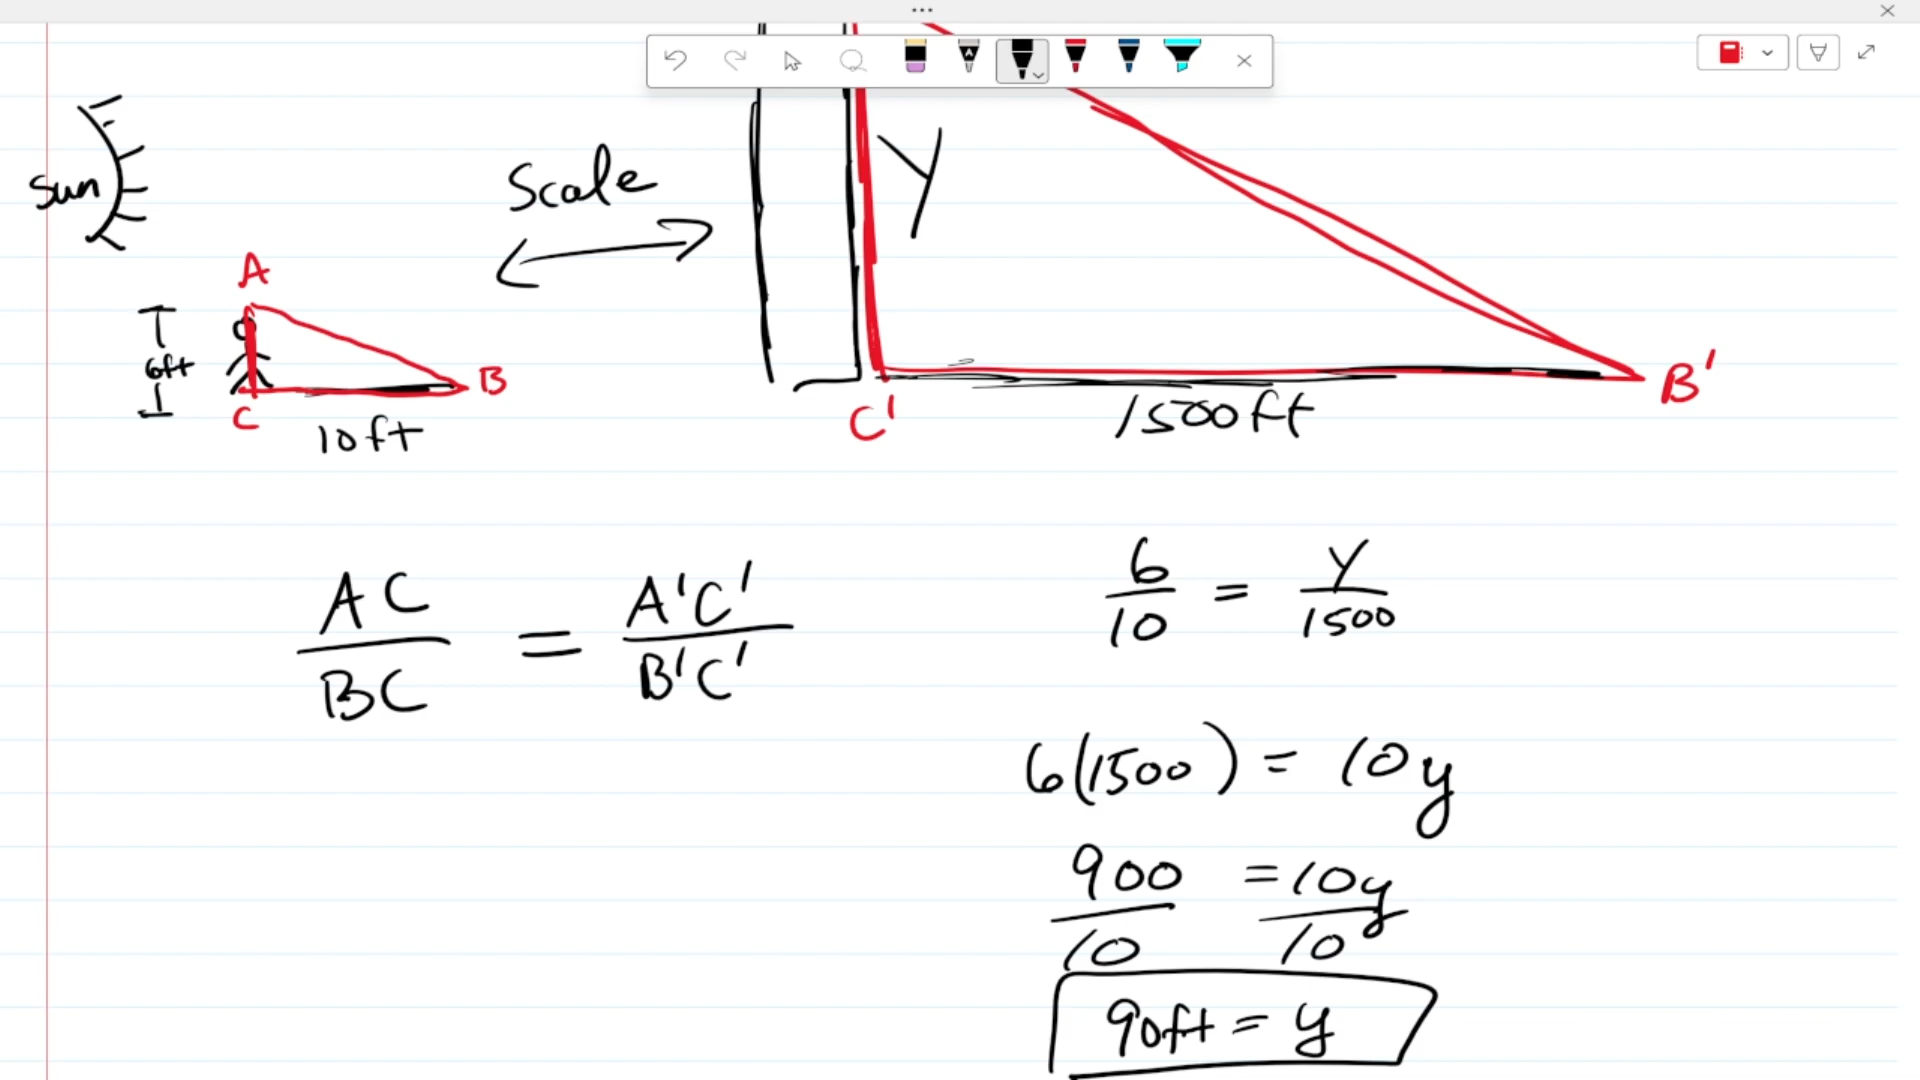 Sun
Scale
Y
A
6ft
B
C
10ft
C'
1500ft
B'
AC/BC = A'C'/B'C'
6/10 = Y/1500
6(1500) = 10y
900/10 = 10y/10
90ft = y